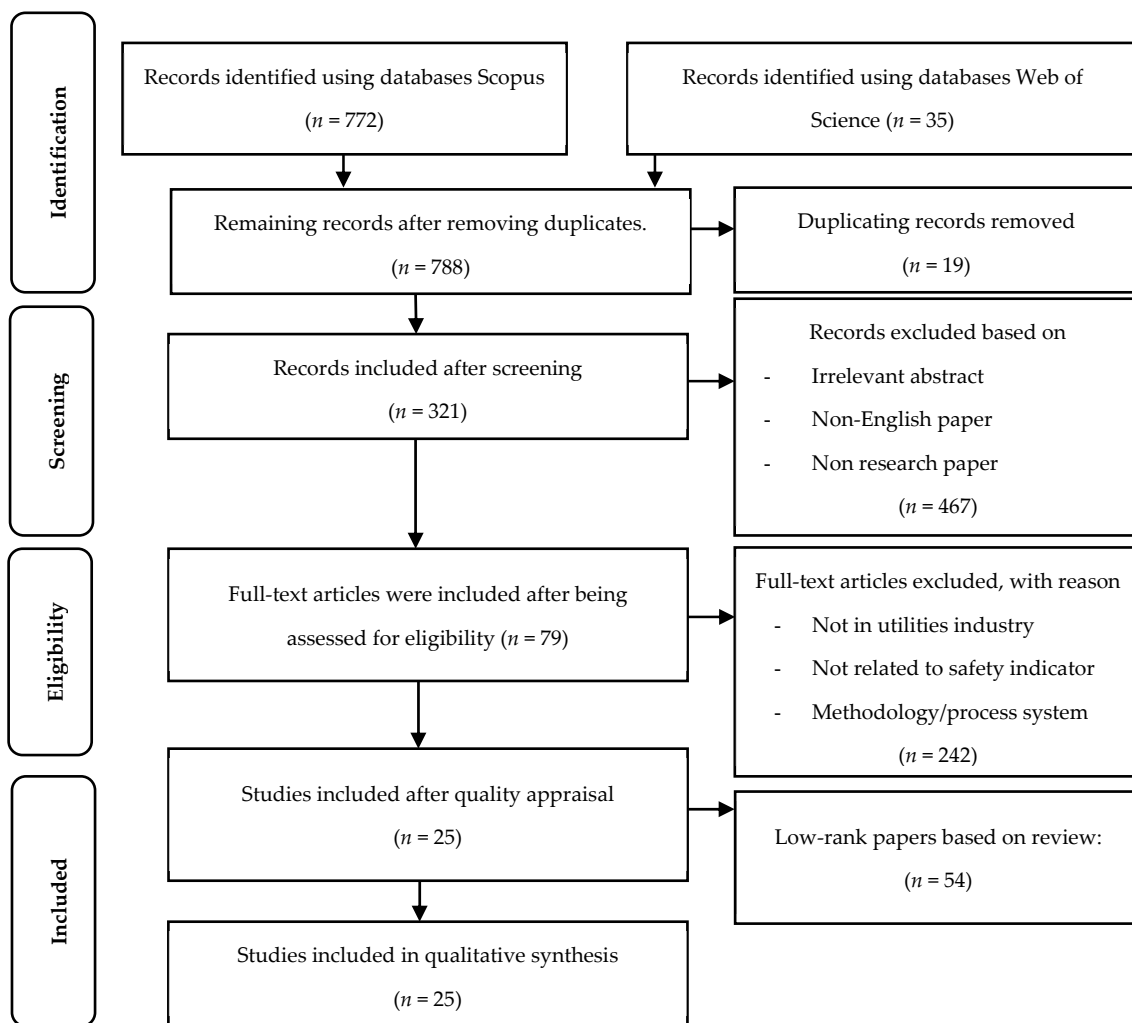 Identification
Records identified using databases Scopus
(n = 772)
Records identified using databases Web of
Science (n = 35)
Remaining records after removing duplicates.
(n = 788)
Duplicating records removed
(n = 19)
Screening
Records included after screening
(n = 321)
Records excluded based on
- Irrelevant abstract
- Non-English paper
- Non research paper
(n = 467)
Eligibility
Full-text articles were included after being
assessed for eligibility (n = 79)
Full-text articles excluded, with reason
- Not in utilities industry
- Not related to safety indicator
- Methodology/process system
(n = 242)
Included
Studies included after quality appraisal
(n = 25)
Low-rank papers based on review:
(n = 54)
Studies included in qualitative synthesis
(n = 25)